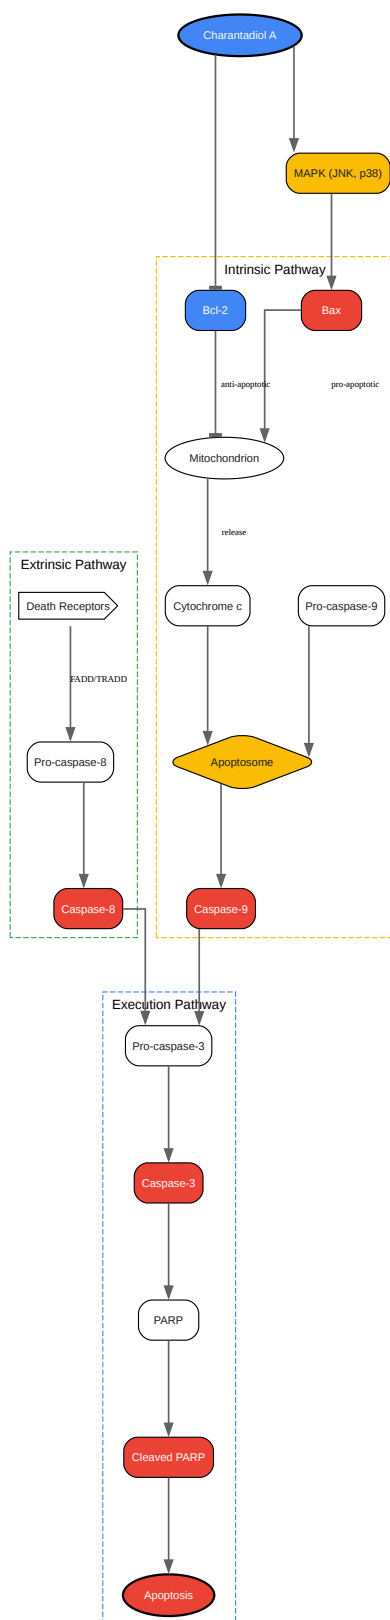 Charantadiol A
MAPK (JNK, p38)
Intrinsic Pathway
Bcl-2
Bax
anti-apoptotic
pro-apoptotic
Mitochondrion
release
Extrinsic Pathway
Death Receptors
Cytochrome c
Pro-caspase-9
FADD/TRADD
Pro-caspase-8
Apoptosome
Caspase-8
Caspase-9
Execution Pathway
Pro-caspase-3
Caspase-3
PARP
Cleaved PARP
Apoptosis